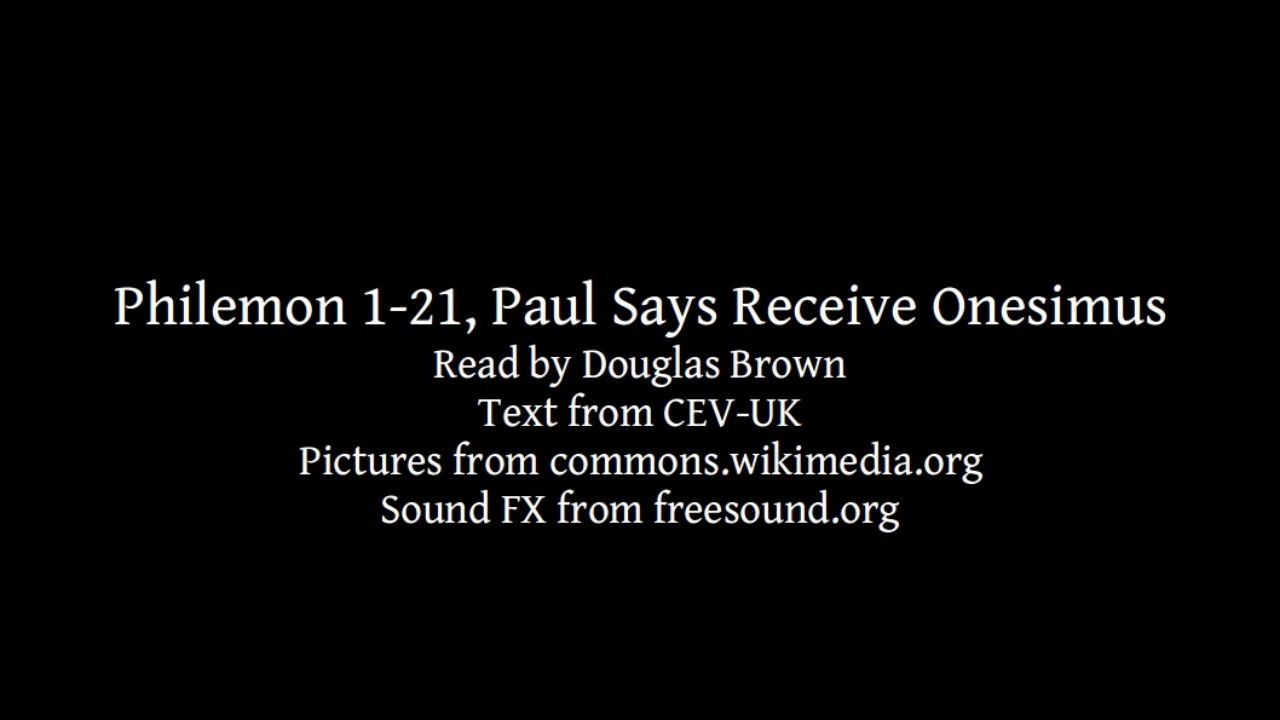 Philemon 1-21, Paul Says Receive Onesimus
Read by Douglas Brown
Text from CEV-UK
Pictures from commons.wikimedia.org
Sound FX from freesound.org